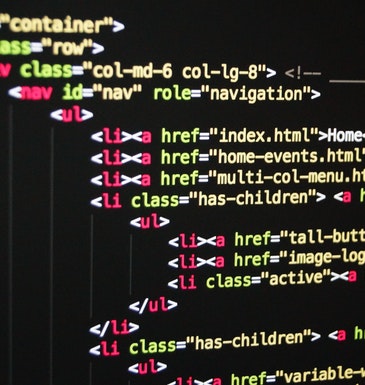 "container">
ass="row">
v class="col-md-6 col-lg-8"> <!--
<nav id="nav" role="navigation">
<ul>
<li><a href="index.html">Home
<li><a href="home-events.html"
<li><a href="multi-col-menu.ht
<li class="has-children"> <a h
<ul>
<li><a href="tall-butt
<li><a href="image-log
<li class="active"><a
</ul>
</li>
<li class="has-children"> <a h
<ul>
<li><a href="variable-w